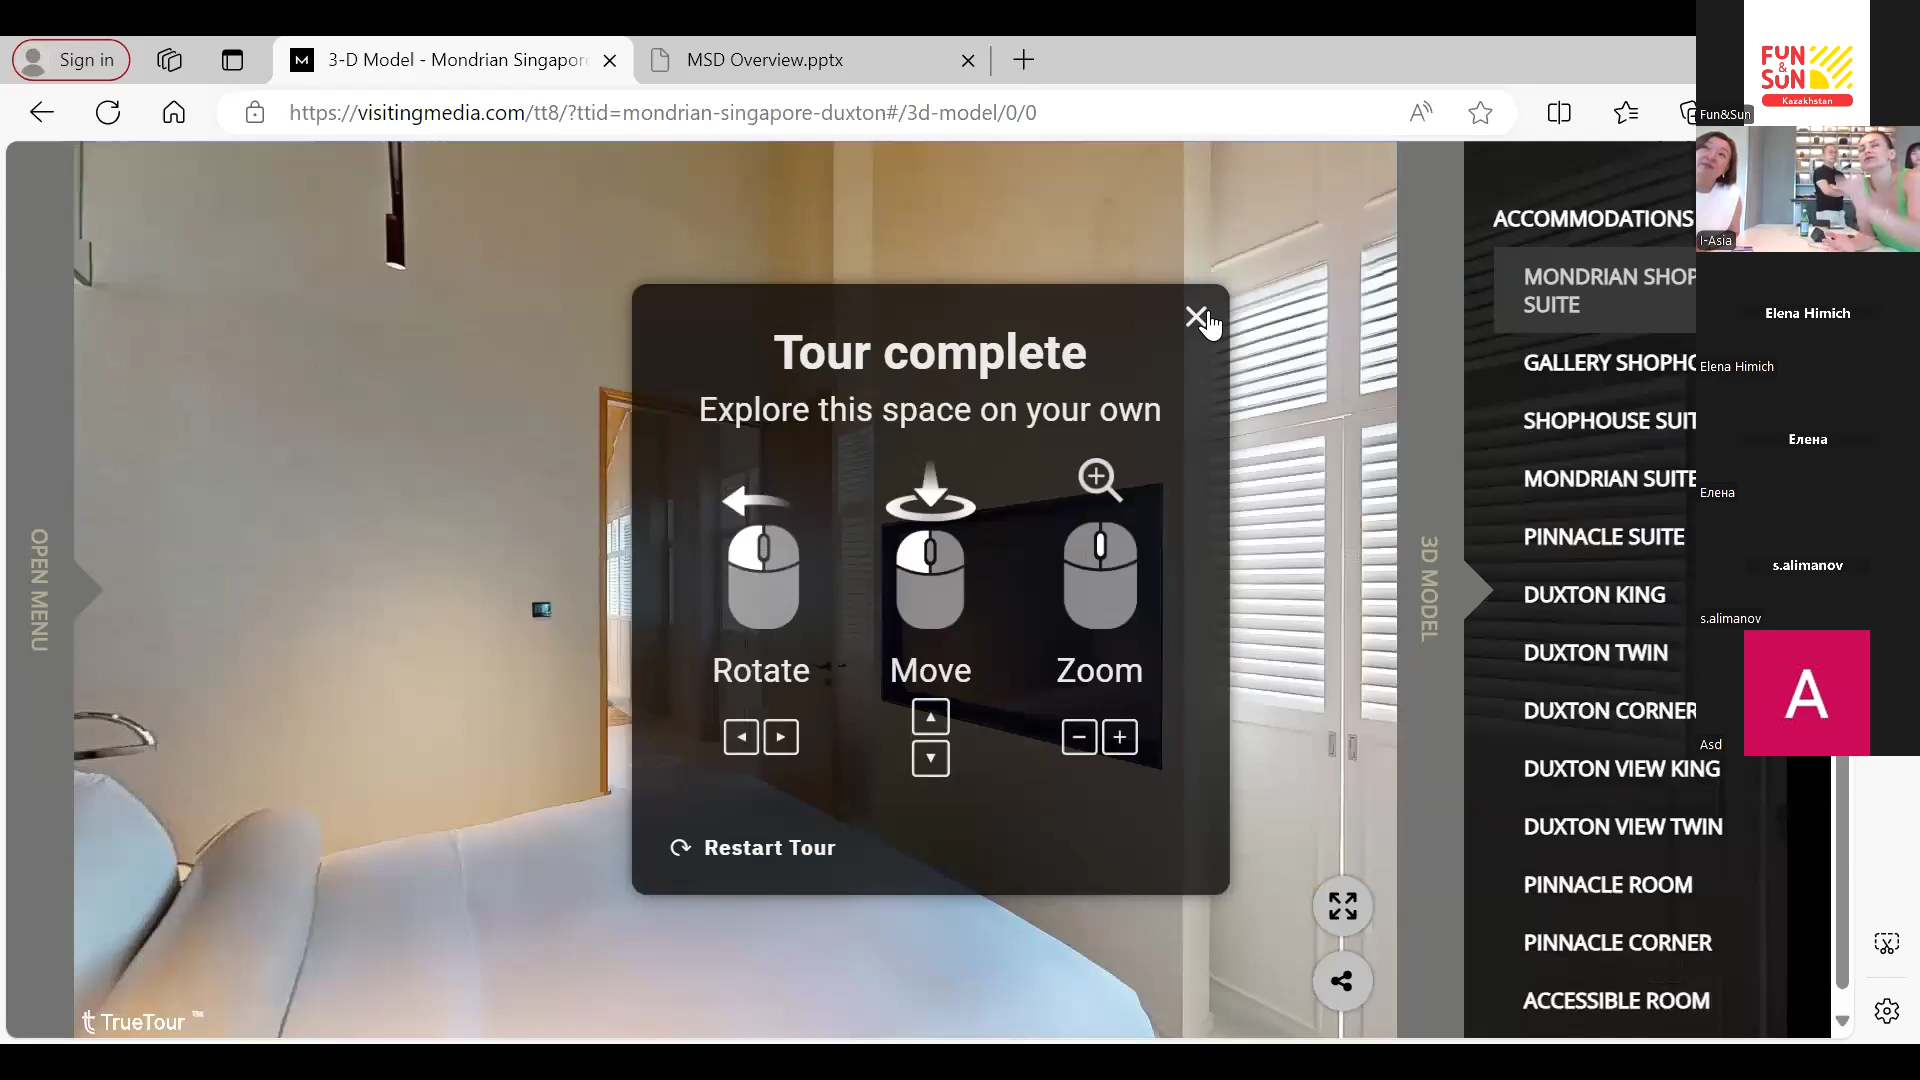 Sign in
3-D Model - Mondrian Singapore
MSD Overview.pptx
https://visitingmedia.com/tt8/?ttid=mondrian-singapore-duxton#/3d-model/0/0
OPEN MENU
Tour complete
Explore this space on your own
Rotate
Move
Zoom
Restart Tour
TrueTour ™
3D MODEL
ACCOMMODATIONS
MONDRIAN SHOP
SUITE
GALLERY SHOPHO
SHOPHOUSE SUIT
MONDRIAN SUITE
PINNACLE SUITE
DUXTON KING
DUXTON TWIN
DUXTON CORNER
DUXTON VIEW KING
DUXTON VIEW TWIN
PINNACLE ROOM
PINNACLE CORNER
ACCESSIBLE ROOM
FUN
&
SUN
Kazakhstan
Fun&Sun
I-Asia
Elena Himich
Elena Himich
Елена
Елена
s.alimanov
s.alimanov
A
Asd